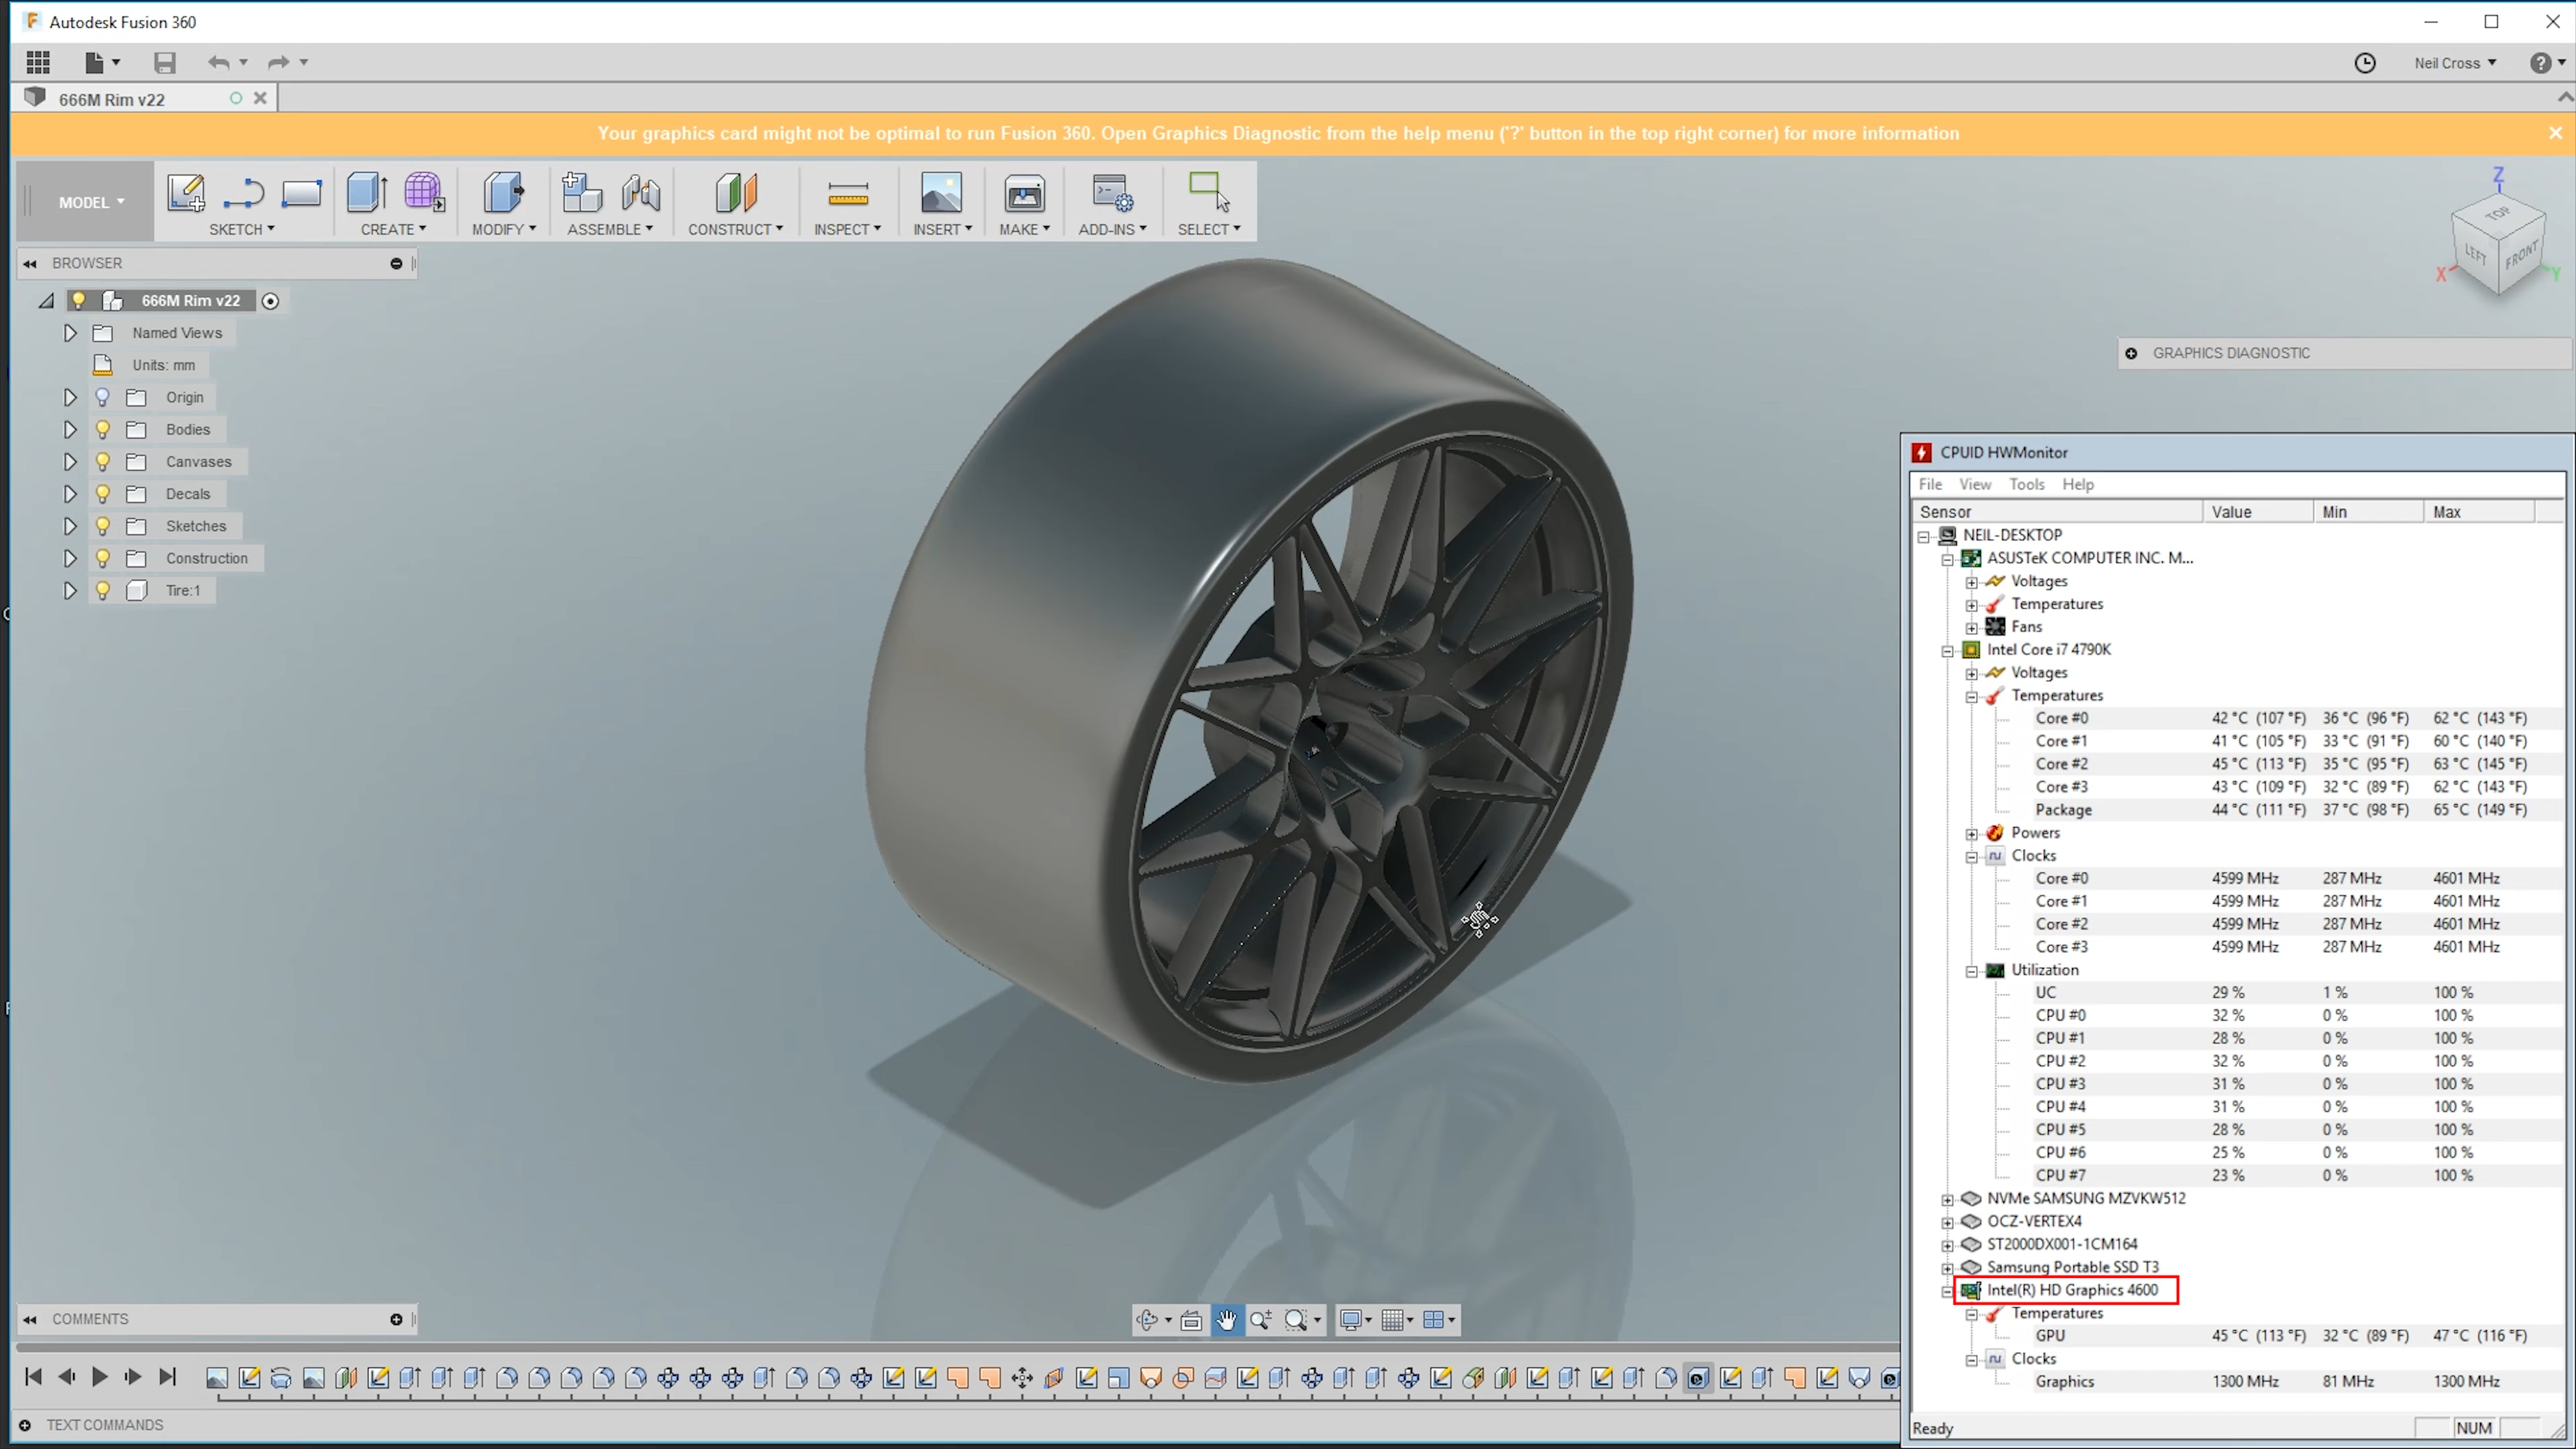 Autodesk Fusion 360
Neil Cross
666M Rim v22
Your graphics card might not be optimal to run Fusion 360. Open Graphics Diagnostic from the help menu ('?' button in the top right corner) for more information
MODEL
SKETCH
CREATE
MODIFY
ASSEMBLE
CONSTRUCT
INSPECT
INSERT
MAKE
ADD-INS
SELECT
Z
TOP
LEFT
FRONT
X
Y
BROWSER
666M Rim v22
Named Views
Units: mm
Origin
Bodies
Canvases
Decals
Sketches
Construction
Tire:1
GRAPHICS DIAGNOSTIC
CPUID HWMonitor
File View Tools Help
Sensor Value Min Max
NEIL-DESKTOP
ASUSTeK COMPUTER INC. M...
Voltages
Temperatures
Fans
Intel Core i7 4790K
Voltages
Temperatures
Core #0 42 °C (107 °F) 36 °C (96 °F) 62 °C (143 °F)
Core #1 41 °C (105 °F) 33 °C (91 °F) 60 °C (140 °F)
Core #2 45 °C (113 °F) 35 °C (95 °F) 63 °C (145 °F)
Core #3 43 °C (109 °F) 32 °C (89 °F) 62 °C (143 °F)
Package 44 °C (111 °F) 37 °C (98 °F) 65 °C (149 °F)
Powers
Clocks
Core #0 4599 MHz 287 MHz 4601 MHz
Core #1 4599 MHz 287 MHz 4601 MHz
Core #2 4599 MHz 287 MHz 4601 MHz
Core #3 4599 MHz 287 MHz 4601 MHz
Utilization
UC 29 % 1 % 100 %
CPU #0 32 % 0 % 100 %
CPU #1 28 % 0 % 100 %
CPU #2 32 % 0 % 100 %
CPU #3 31 % 0 % 100 %
CPU #4 31 % 0 % 100 %
CPU #5 28 % 0 % 100 %
CPU #6 25 % 0 % 100 %
CPU #7 23 % 0 % 100 %
NVMe SAMSUNG MZVKW512
OCZ-VERTEX4
ST2000DX001-1CM164
Samsung Portable SSD T3
Intel(R) HD Graphics 4600
Temperatures
GPU 45 °C (113 °F) 32 °C (89 °F) 47 °C (116 °F)
Clocks
Graphics 1300 MHz 81 MHz 1300 MHz
Ready NUM
COMMENTS
TEXT COMMANDS